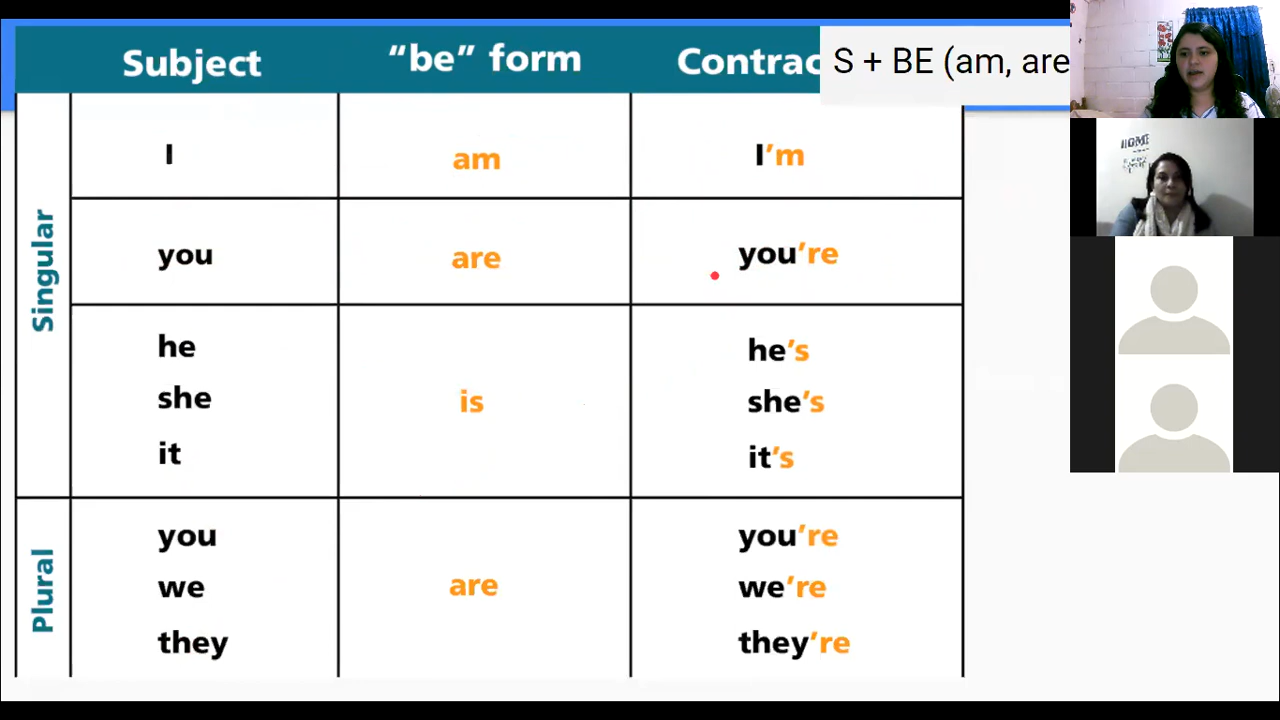 Subject "be" form Contrac
S + BE (am, are
Singular
I am I'm
you are you're
he he's
she is she's
it it's
Plural
you you're
we are we're
they they're
HOME